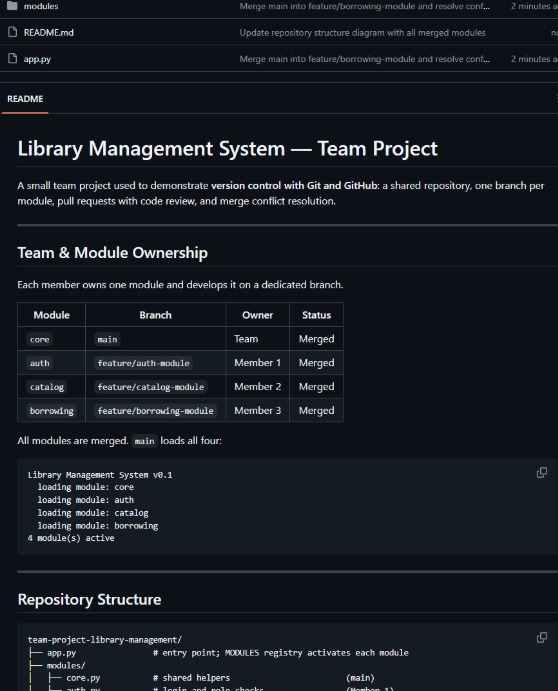 modules Merge main into feature/borrowing-module and resolve conf... 2 minutes a
README.md Update repository structure diagram with all merged modules
app.py Merge main into feature/borrowing-module and resolve conf... 2 minutes a
README
Library Management System — Team Project
A small team project used to demonstrate version control with Git and GitHub: a shared repository, one branch per
module, pull requests with code review, and merge conflict resolution.
Team & Module Ownership
Each member owns one module and develops it on a dedicated branch.
Module Branch Owner Status
core main Team Merged
auth feature/auth-module Member 1 Merged
catalog feature/catalog-module Member 2 Merged
borrowing feature/borrowing-module Member 3 Merged
All modules are merged. main loads all four:
Library Management System v0.1
loading module: core
loading module: auth
loading module: catalog
loading module: borrowing
4 module(s) active
Repository Structure
team-project-library-management/
├── app.py # entry point; MODULES registry activates each module
├── modules/
│ ├── core.py # shared helpers (main)
│ ├── auth.py # login and role checks (Member 1)